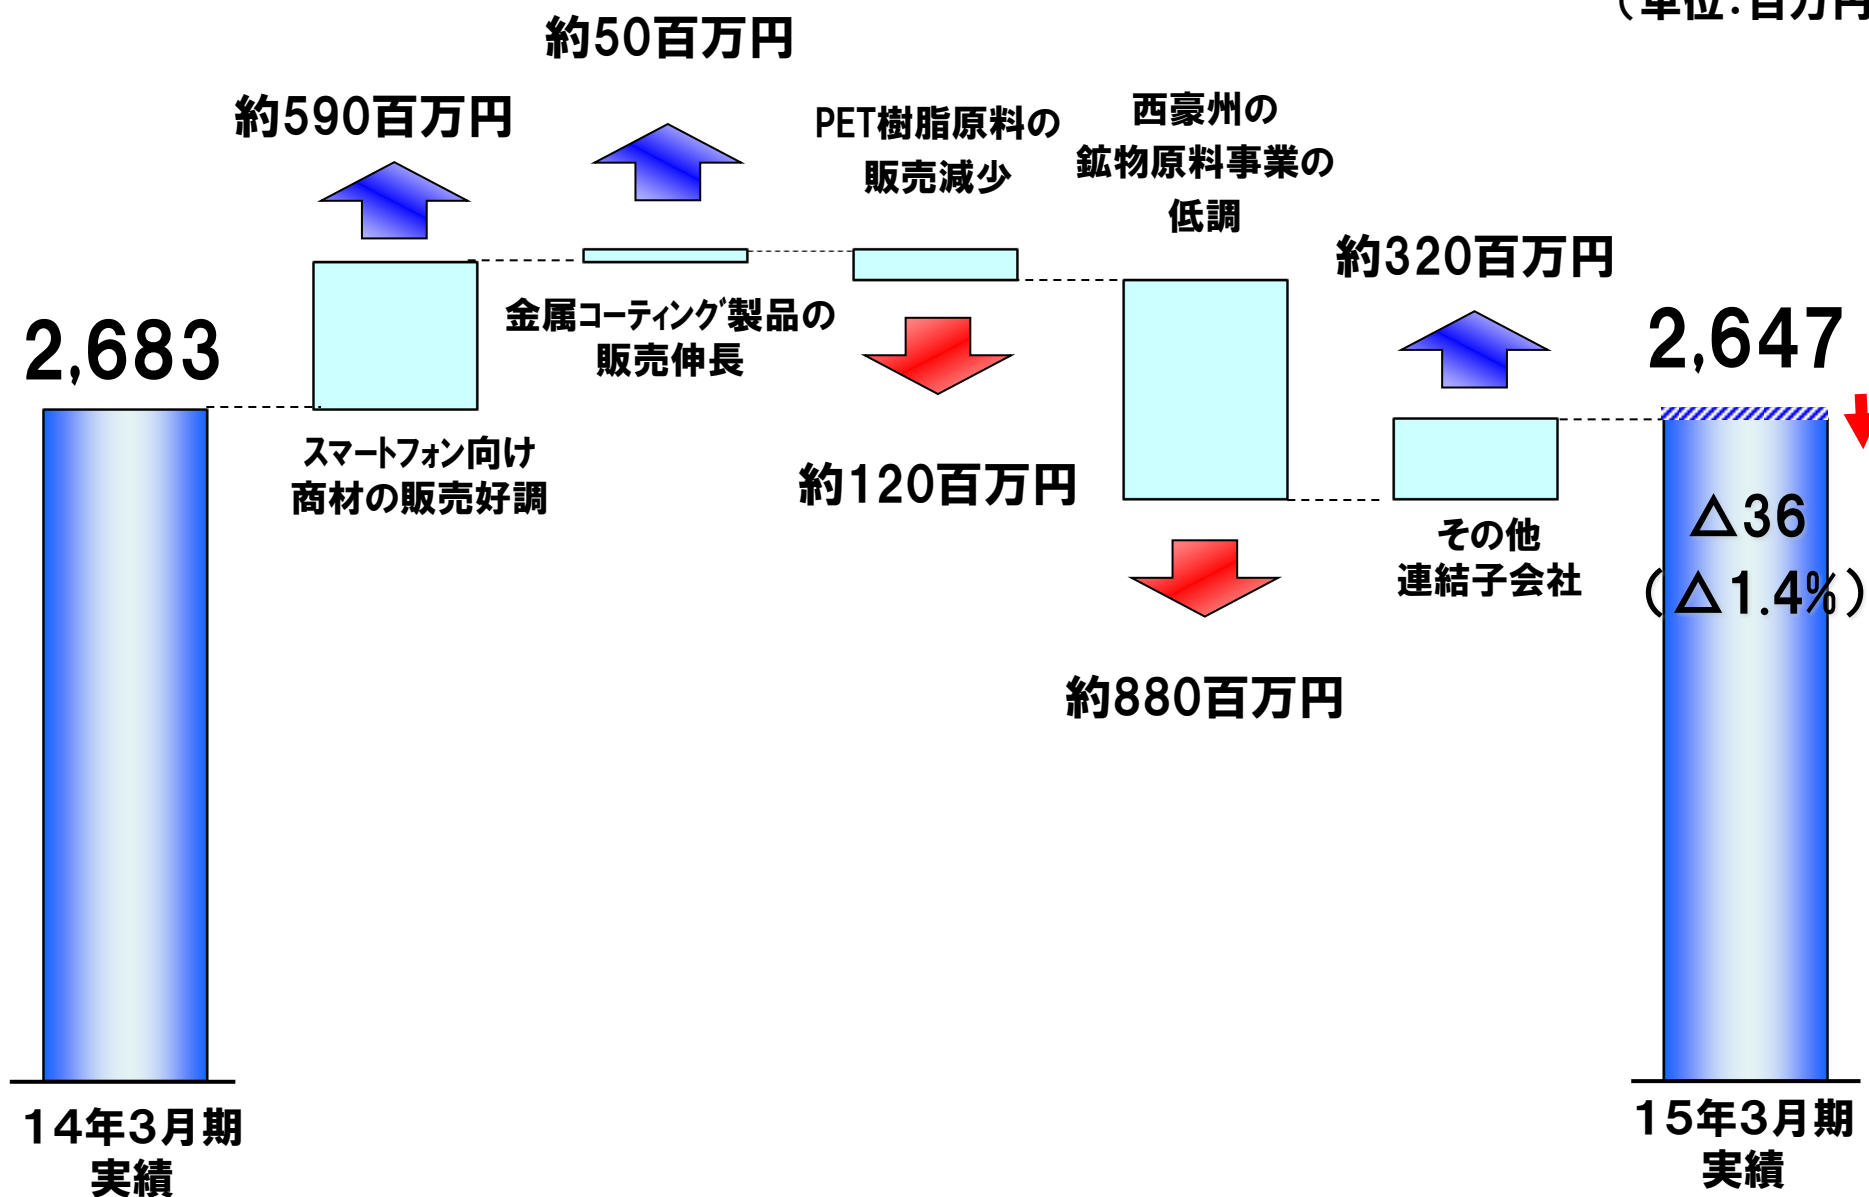 （単位：百万円
約50百万円
約590百万円
PET樹脂原料の
販売減少
西豪州の
鉱物原料事業の
低調
約320百万円
金属コーティング製品の
販売伸長
2,683
2,647
スマートフォン向け
商材の販売好調
約120百万円
△36
（△1.4%）
その他
連結子会社
約880百万円
14年3月期
実績
15年3月期
実績